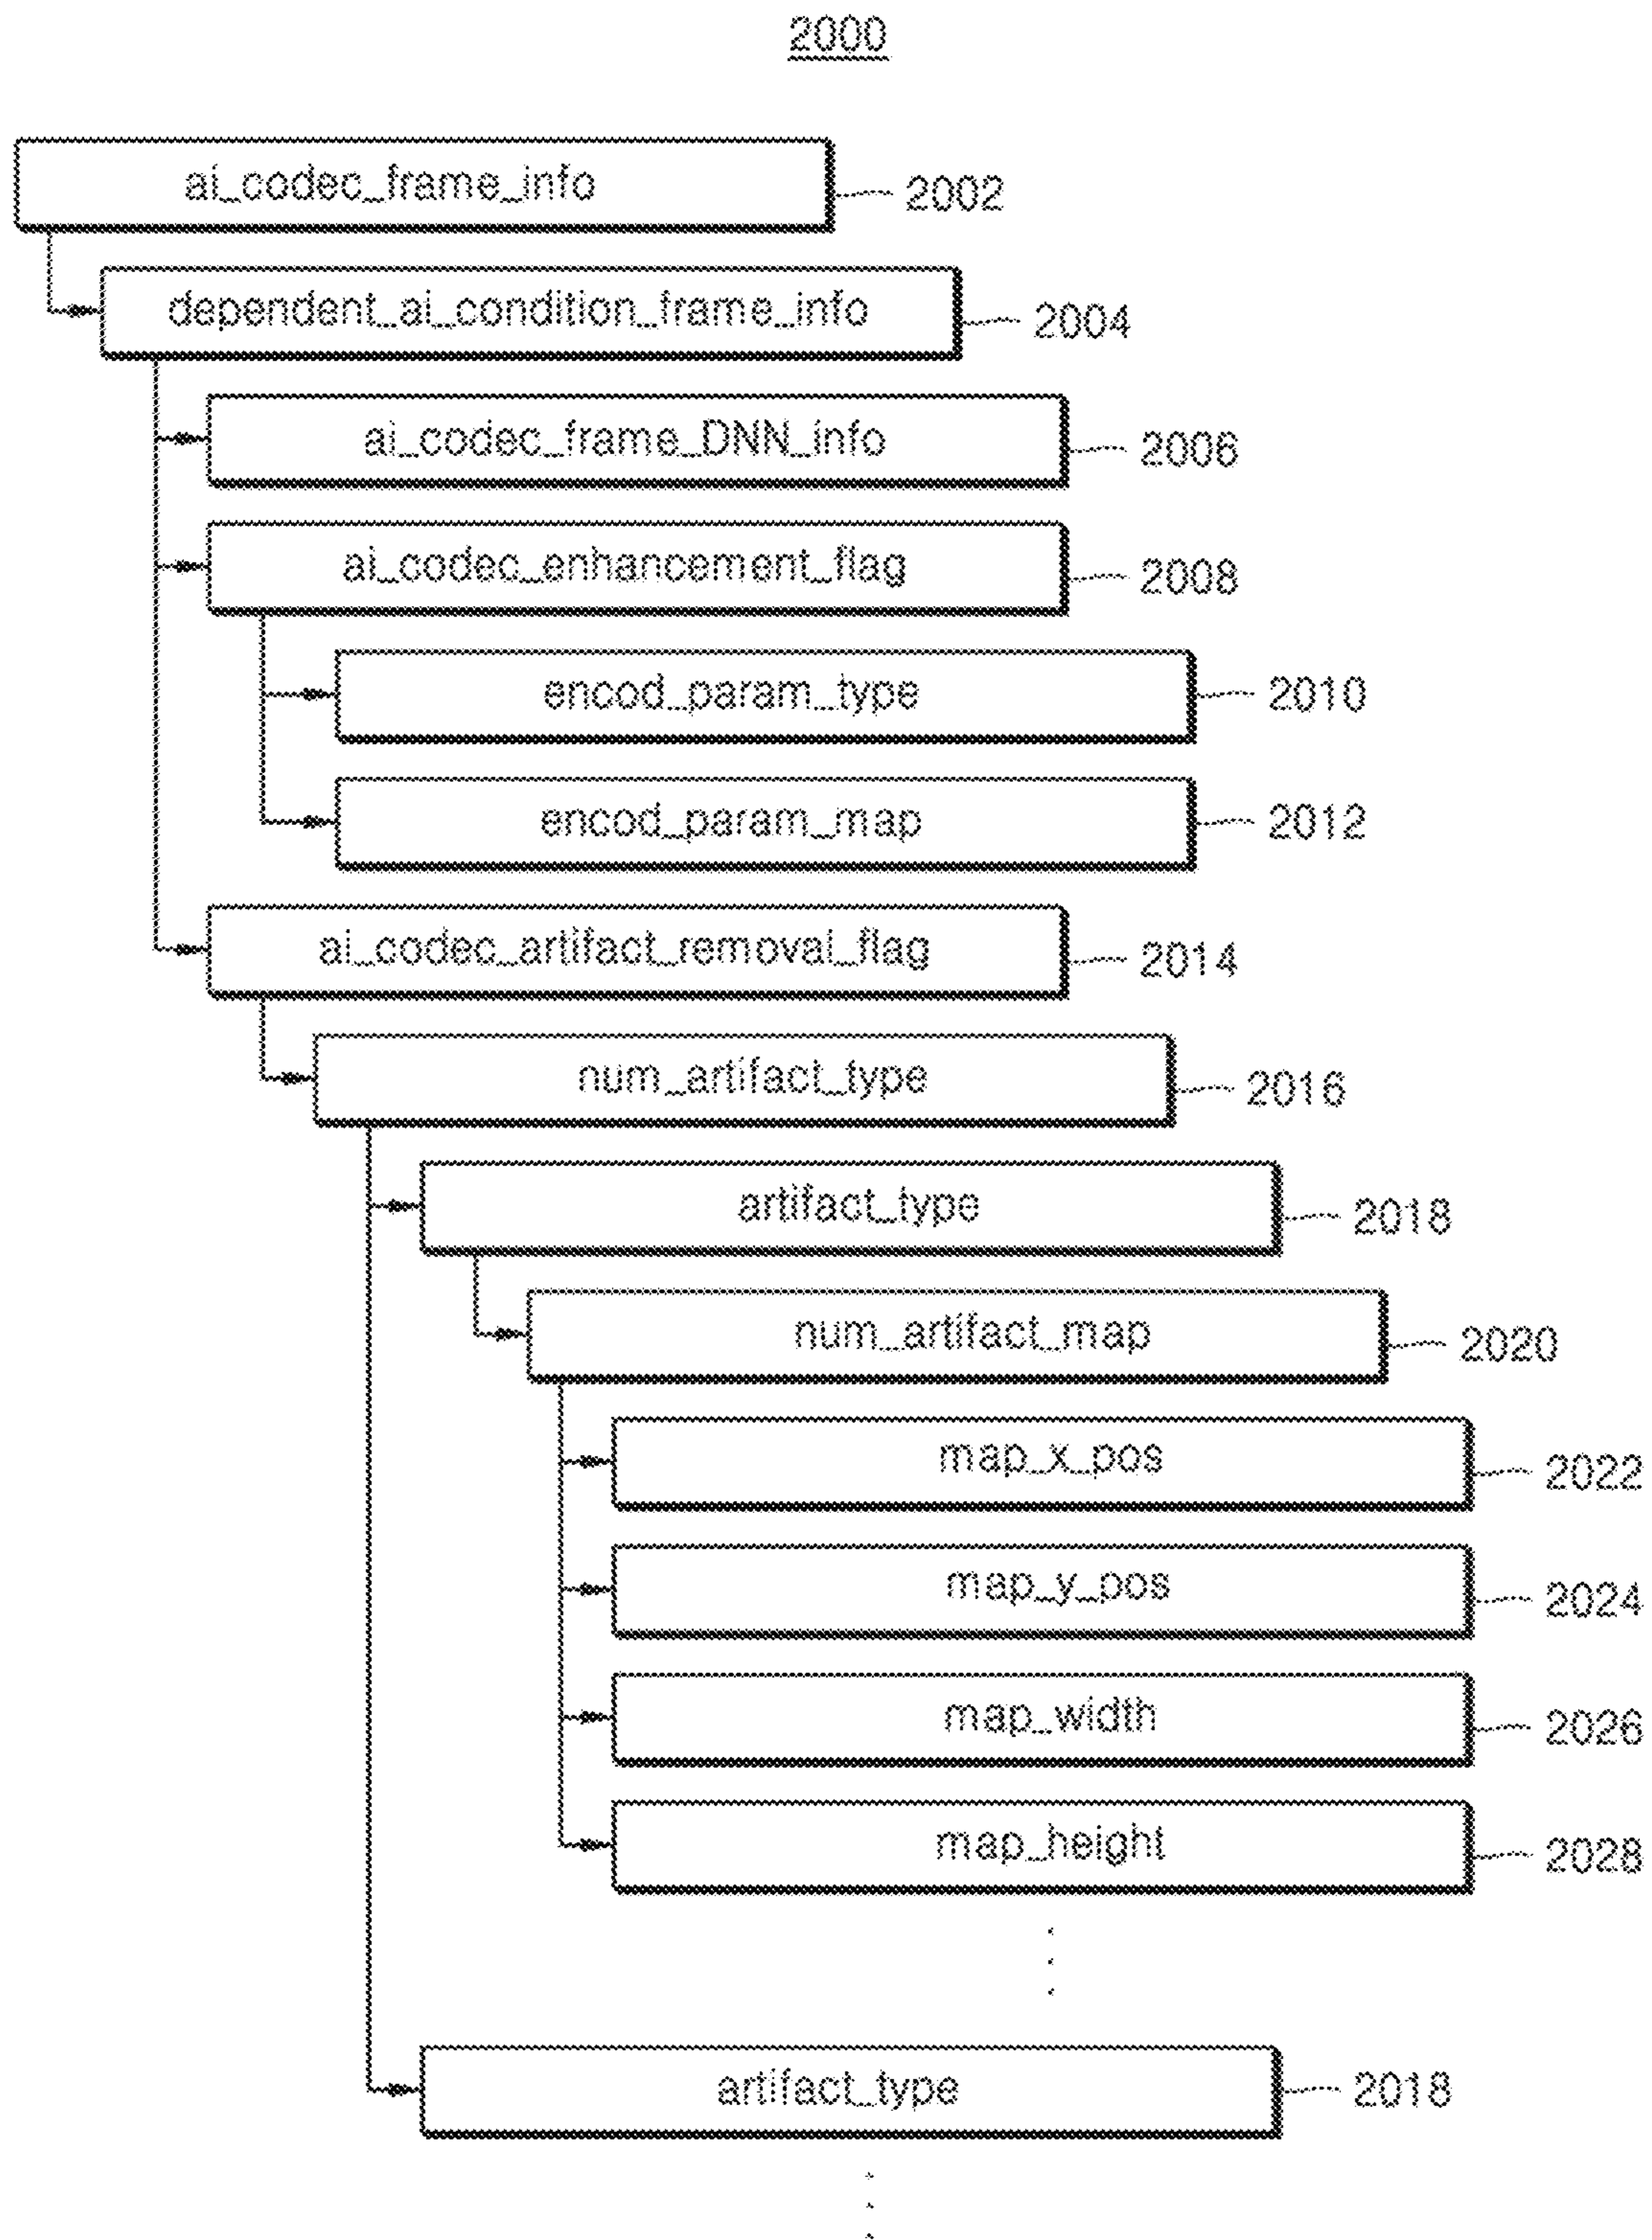 2000
ai_codec_frame_info 2002
dependent_ai_condition_frame_info 2004
ai_codec_frame_DNN_info 2006
ai_codec_enhancement_flag 2008
encod_param_type 2010
encod_param_map 2012
ai_codec_artifact_removal_flag 2014
num_artifact_type 2016
artifact_type 2018
num_artifact_map 2020
map_x_pos 2022
map_y_pos 2024
map_width 2026
map_height 2028
artifact_type 2018